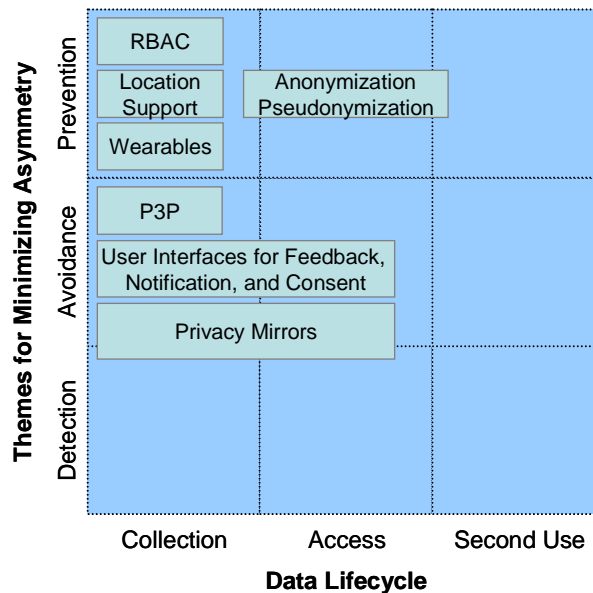 Themes for Minimizing Asymmetry
Prevention
RBAC
Location
Support
Anonymization
Pseudonymization
Wearables
Avoidance
P3P
User Interfaces for Feedback,
Notification, and Consent
Privacy Mirrors
Detection
Collection
Access
Second Use
Data Lifecycle